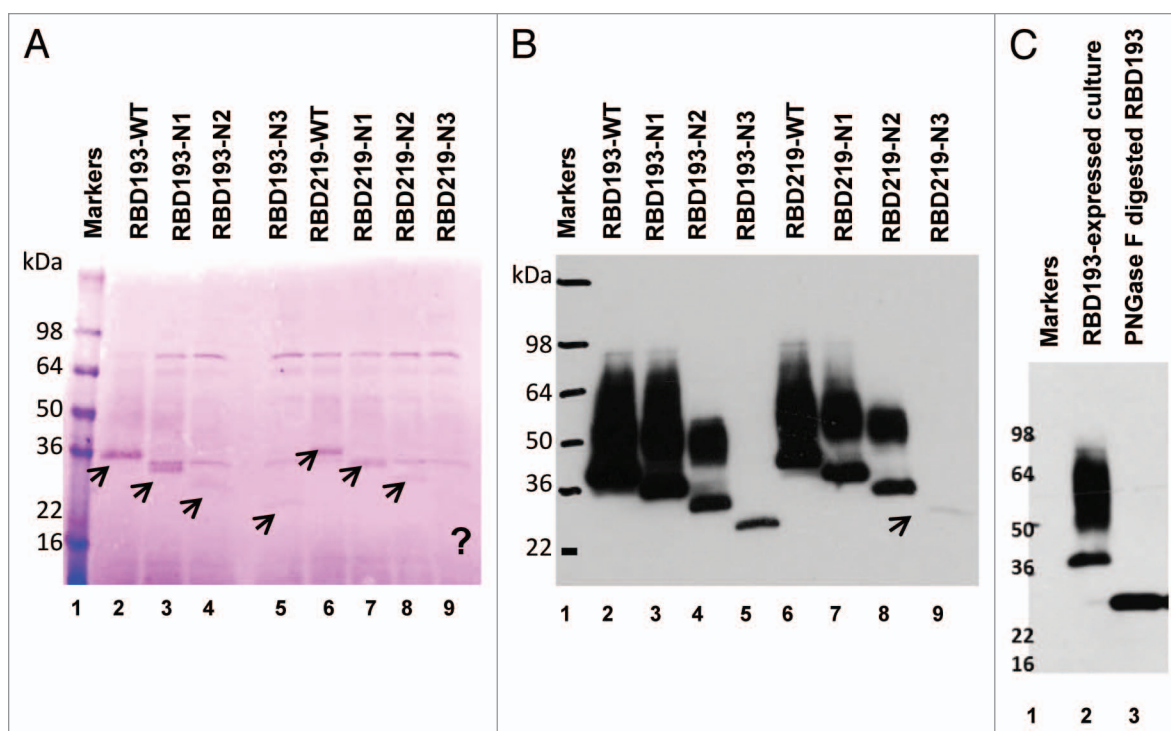 A
Markers
RBD193-WT
RBD193-N1
RBD193-N2
RBD193-N3
RBD219-WT
RBD219-N1
RBD219-N2
RBD219-N3
kDa
98
64
50
36
22
16
?
1 2 3 4 5 6 7 8 9
B
Markers
RBD193-WT
RBD193-N1
RBD193-N2
RBD193-N3
RBD219-WT
RBD219-N1
RBD219-N2
RBD219-N3
kDa
98
64
50
36
22
1 2 3 4 5 6 7 8 9
C
Markers
RBD193-expressed culture
PNGase F digested RBD193
98
64
50
36
22
16
1 2 3